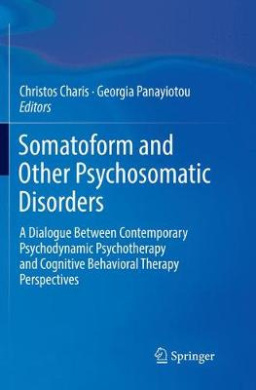 Christos Charis · Georgia Panayiotou
Editors
Somatoform and
Other Psychosomatic
Disorders
A Dialogue Between Contemporary
Psychodynamic Psychotherapy
and Cognitive Behavioral Therapy
Perspectives
Springer